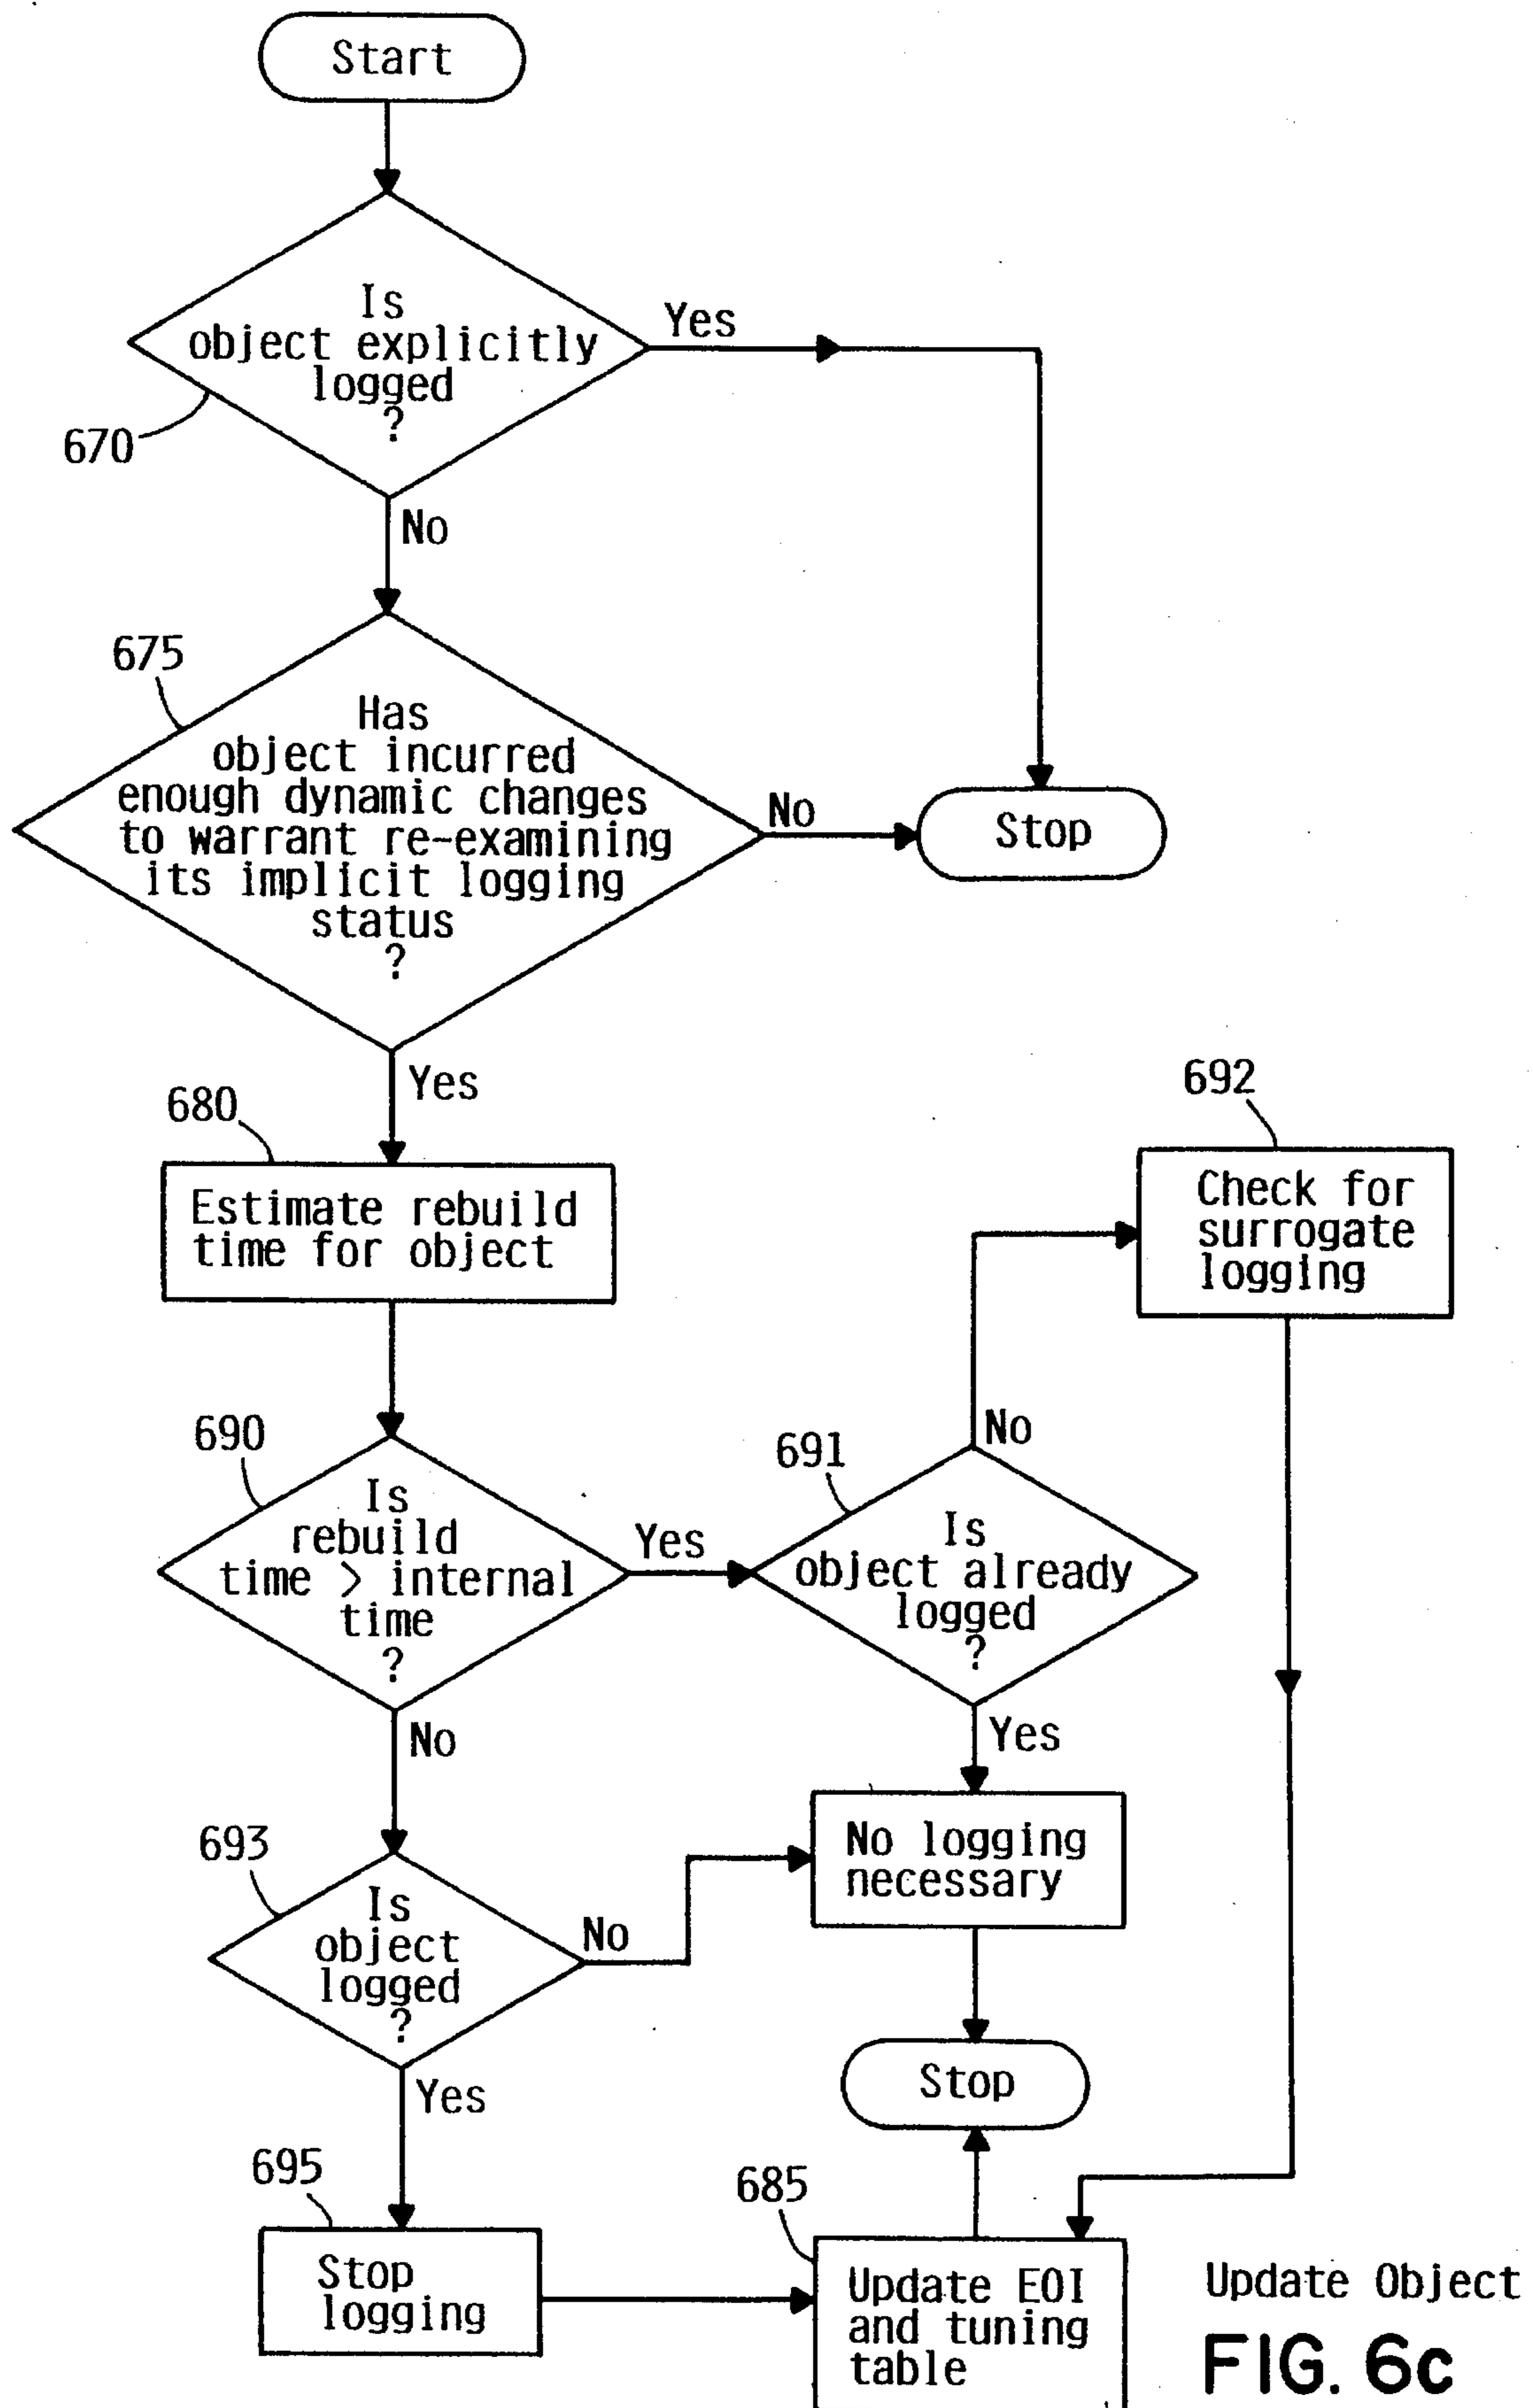 Start
Is
object explicitly
logged
?
Yes
670
No
675
Has
object incurred
enough dynamic changes
to warrant re-examining
its implicit logging
status
?
No
Stop
Yes
680
692
Estimate rebuild
time for object
Check for
surrogate
logging
690
Is
rebuild
time > internal
time
?
Yes
691
No
Is
object already
logged
?
No
Yes
693
Is
object
logged
?
No
No logging
necessary
Yes
Stop
695
Stop
logging
685
Update EOI
and tuning
table
Update Object
FIG. 6c